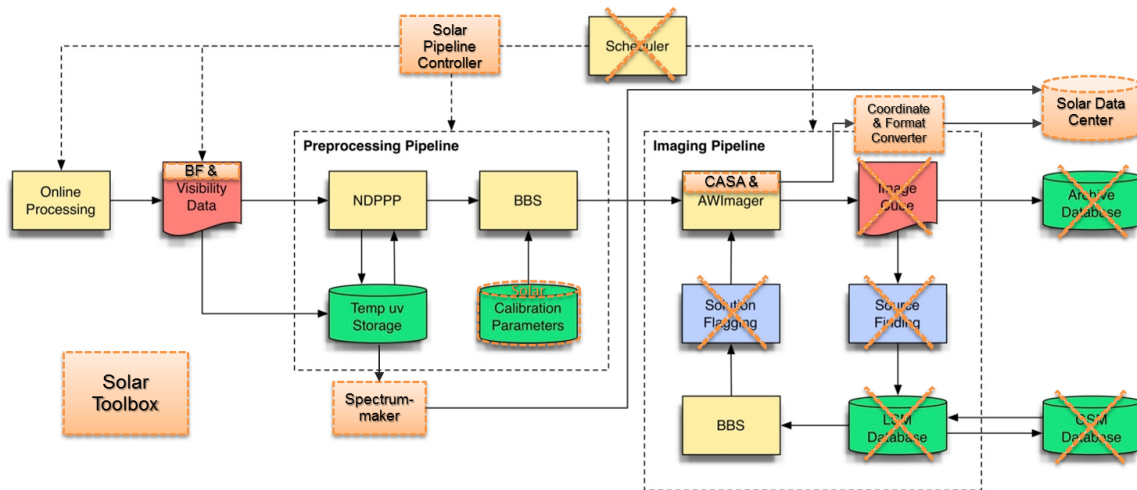 Solar
Pipeline
Controller
Scheduler
Coordinate
& Format
Converter
Solar Data
Center
Preprocessing Pipeline
Imaging Pipeline
Online
Processing
BF &
Visibility
Data
NDPPP
BBS
CASA &
AWImager
Image
Cube
Archive
Database
Temp uv
Storage
Solar
Calibration
Parameters
Solution
Flagging
Source
Finding
Solar
Toolbox
Spectrum-
maker
BBS
LSM
Database
GSM
Database